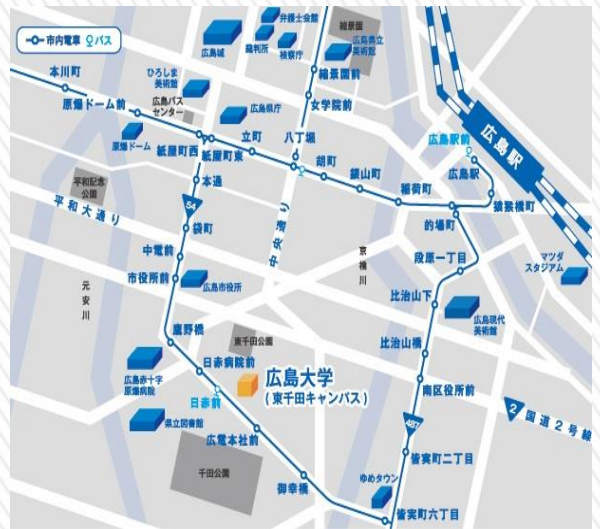 市内電車 バス
本川町
原爆ドーム前
原爆ドーム
ひろしま
美術館
広島バス
センター
広島城
弁護士会館
裁判所
検察庁
縮景園
広島県立
美術館
縮景園前
女学院前
広島県庁
八丁堀
立町
紙屋町西
紙屋町東
胡町
銀山町
稲荷町
広島駅前
広島駅
広島駅
猿猴橋町
的場町
本通
54
袋町
平和記念
公園
平和大通り
中央通り
中電前
市役所前
広島市役所
元安川
京橋川
段原一丁目
マツダ
スタジアム
比治山下
広島現代
美術館
比治山橋
鷹野橋
東千田公園
日赤病院前
広島赤十字
原爆病院
日赤前
広島大学
(東千田キャンパス)
南区役所前
県立図書館
広電本社前
487
2
国道2号線
千田公園
皆実町二丁目
御幸橋
ゆめタウン
皆実町六丁目